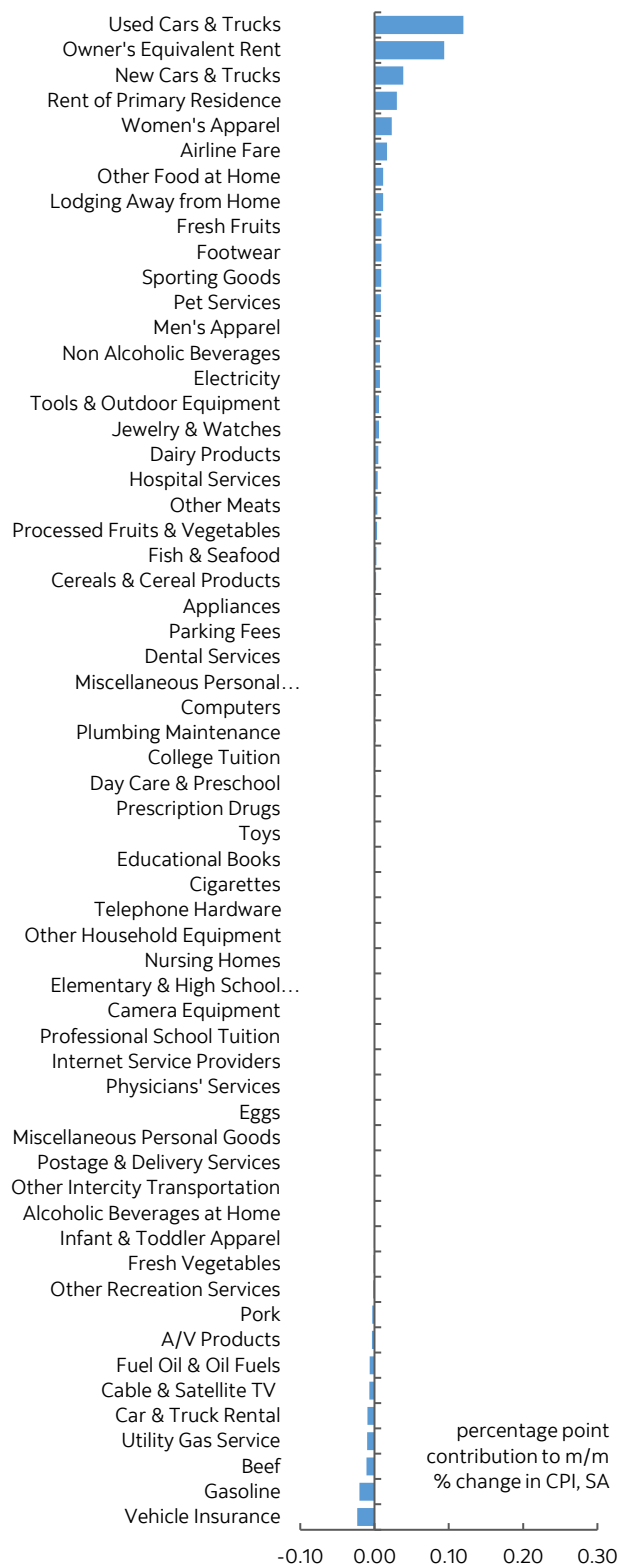 Used Cars & Trucks
Owner's Equivalent Rent
New Cars & Trucks
Rent of Primary Residence
Women's Apparel
Airline Fare
Other Food at Home
Lodging Away from Home
Fresh Fruits
Footwear
Sporting Goods
Pet Services
Men's Apparel
Non Alcoholic Beverages
Electricity
Tools & Outdoor Equipment
Jewelry & Watches
Dairy Products
Hospital Services
Other Meats
Processed Fruits & Vegetables
Fish & Seafood
Cereals & Cereal Products
Appliances
Parking Fees
Dental Services
Miscellaneous Personal…
Computers
Plumbing Maintenance
College Tuition
Day Care & Preschool
Prescription Drugs
Toys
Educational Books
Cigarettes
Telephone Hardware
Other Household Equipment
Nursing Homes
Elementary & High School…
Camera Equipment
Professional School Tuition
Internet Service Providers
Physicians' Services
Eggs
Miscellaneous Personal Goods
Postage & Delivery Services
Other Intercity Transportation
Alcoholic Beverages at Home
Infant & Toddler Apparel
Fresh Vegetables
Other Recreation Services
Pork
A/V Products
Fuel Oil & Oil Fuels
Cable & Satellite TV
Car & Truck Rental
Utility Gas Service
Beef
Gasoline
Vehicle Insurance
percentage point
contribution to m/m
% change in CPI, SA
-0.10 0.00 0.10 0.20 0.30